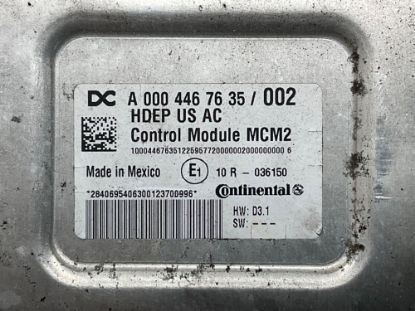 DC A 000 446 76 35 / 002
HDEP US AC
Control Module MCM2
10004467635122595772000000200000000 6
Made in Mexico E1 10 R - 036150
*2840695406300123700996* Continental
HW: D3.1
SW: ---